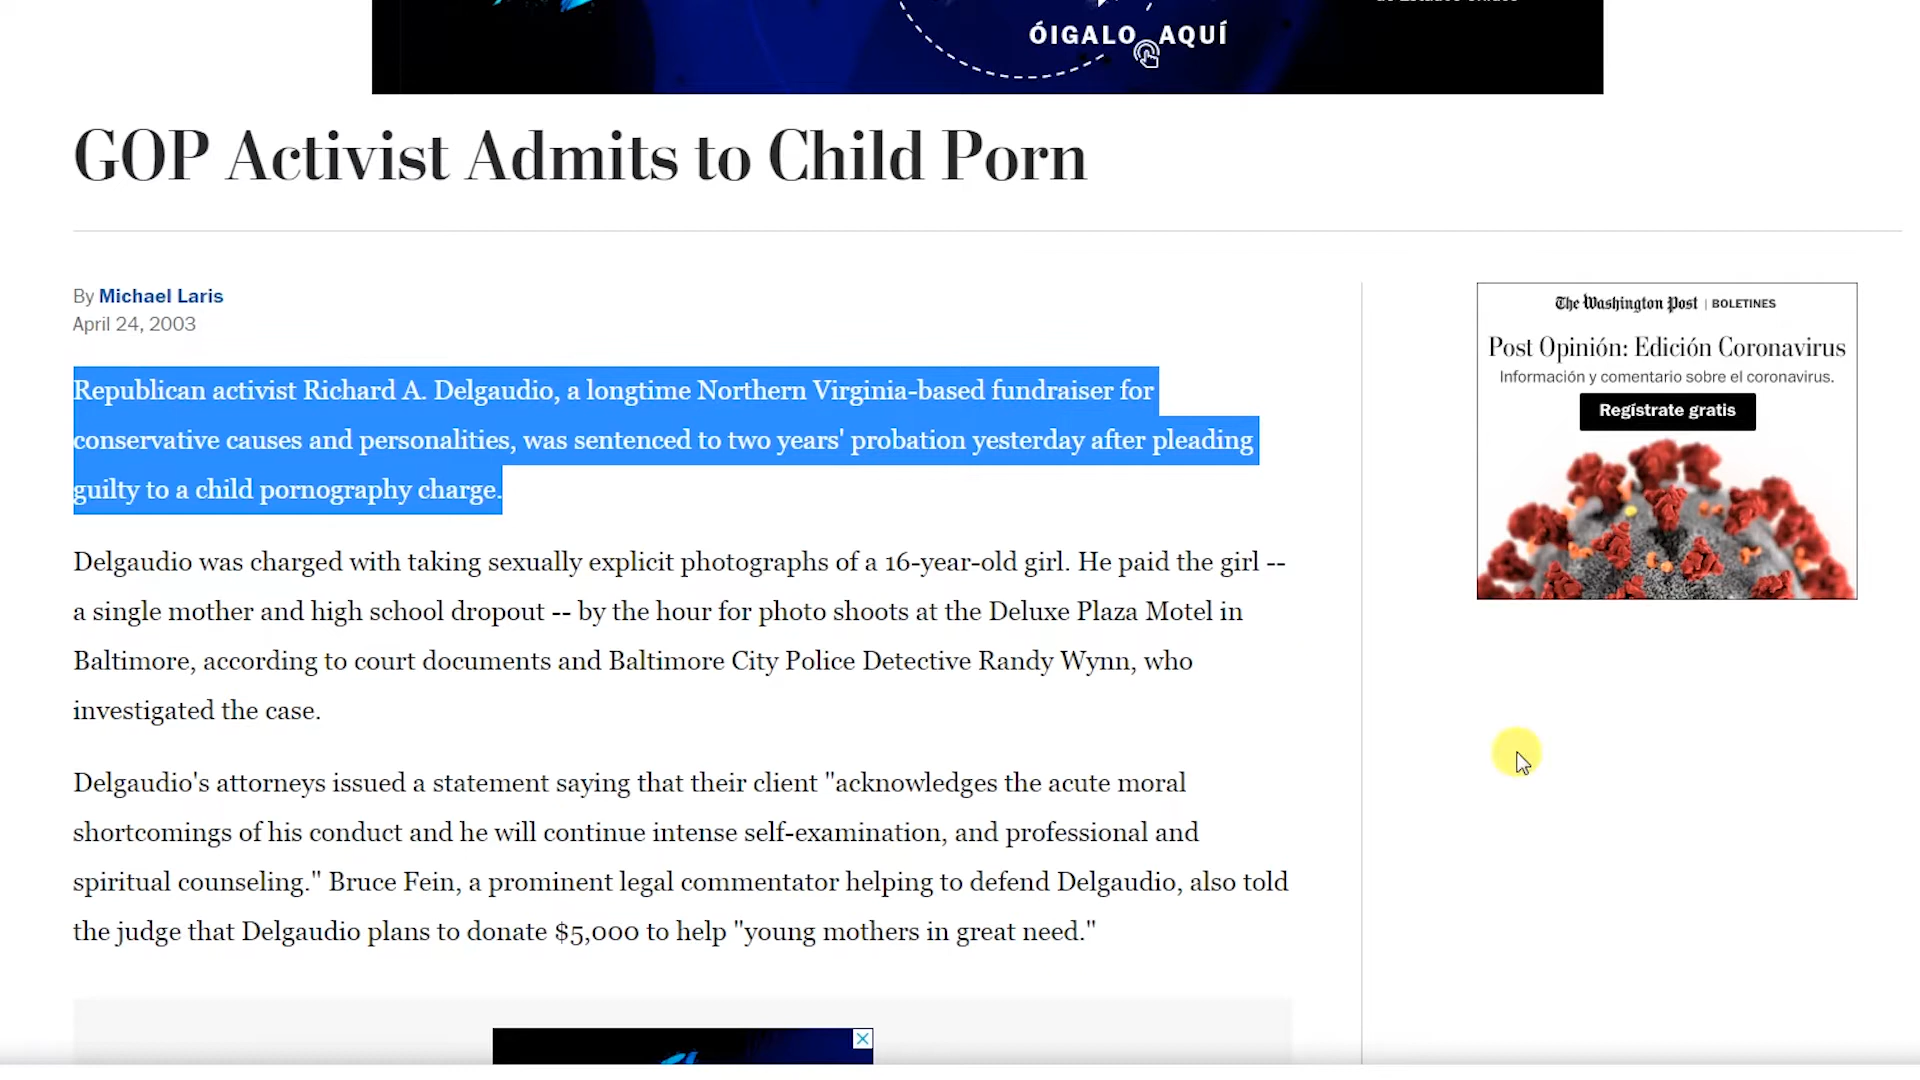 ÓIGALO AQUÍ
GOP Activist Admits to Child Porn
By Michael Laris
April 24, 2003
Republican activist Richard A. Delgaudio, a longtime Northern Virginia-based fundraiser for
conservative causes and personalities, was sentenced to two years' probation yesterday after pleading
guilty to a child pornography charge.
Delgaudio was charged with taking sexually explicit photographs of a 16-year-old girl. He paid the girl --
a single mother and high school dropout -- by the hour for photo shoots at the Deluxe Plaza Motel in
Baltimore, according to court documents and Baltimore City Police Detective Randy Wynn, who
investigated the case.
Delgaudio's attorneys issued a statement saying that their client "acknowledges the acute moral
shortcomings of his conduct and he will continue intense self-examination, and professional and
spiritual counseling." Bruce Fein, a prominent legal commentator helping to defend Delgaudio, also told
the judge that Delgaudio plans to donate $5,000 to help "young mothers in great need."
The Washington Post | BOLETINES
Post Opinión: Edición Coronavirus
Información y comentario sobre el coronavirus.
Regístrate gratis